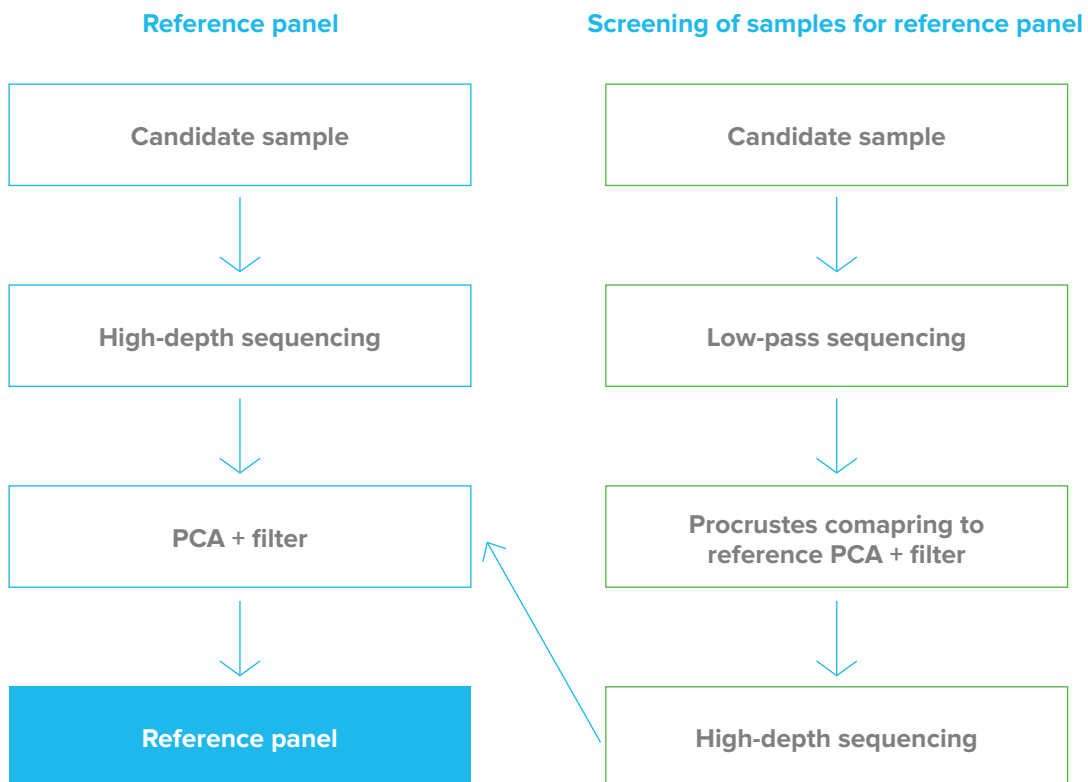 Reference panel
Candidate sample
High-depth sequencing
PCA + filter
Reference panel
Screening of samples for reference panel
Candidate sample
Low-pass sequencing
Procrustes comapring to
reference PCA + filter
High-depth sequencing